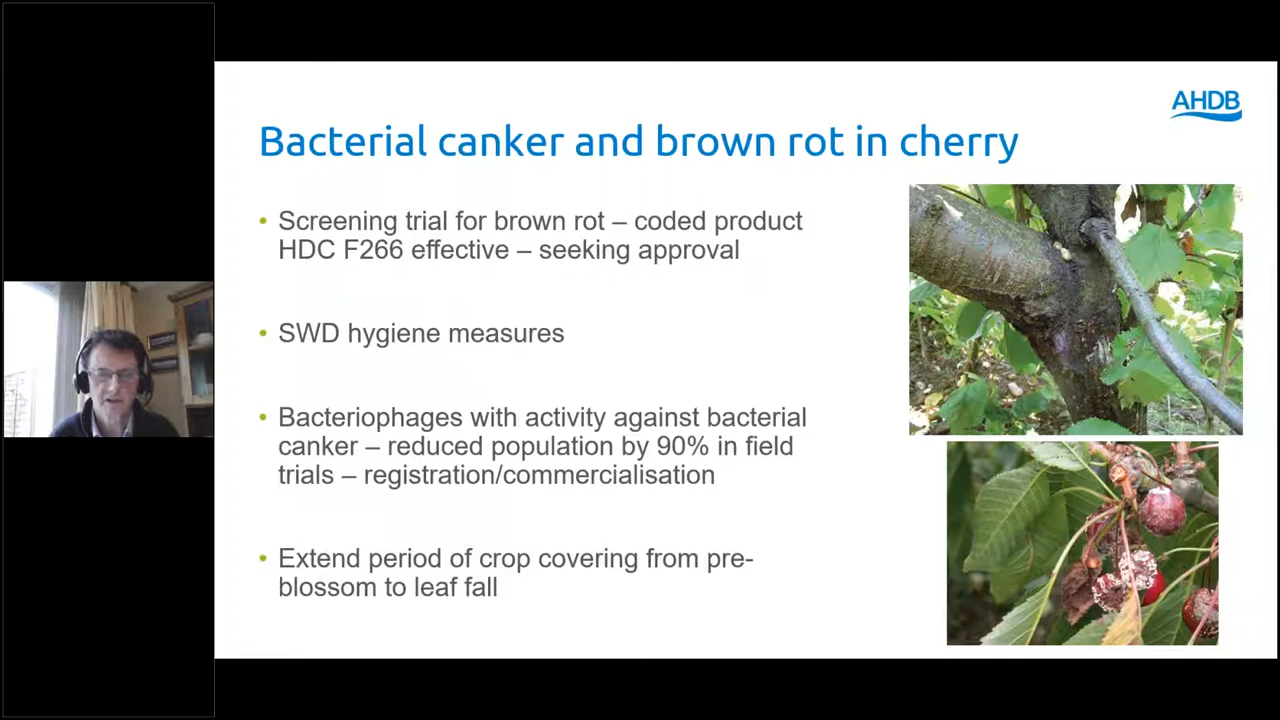 AHDB
Bacterial canker and brown rot in cherry
• Screening trial for brown rot – coded product
HDC F266 effective – seeking approval
• SWD hygiene measures
• Bacteriophages with activity against bacterial
canker – reduced population by 90% in field
trials – registration/commercialisation
• Extend period of crop covering from pre-
blossom to leaf fall